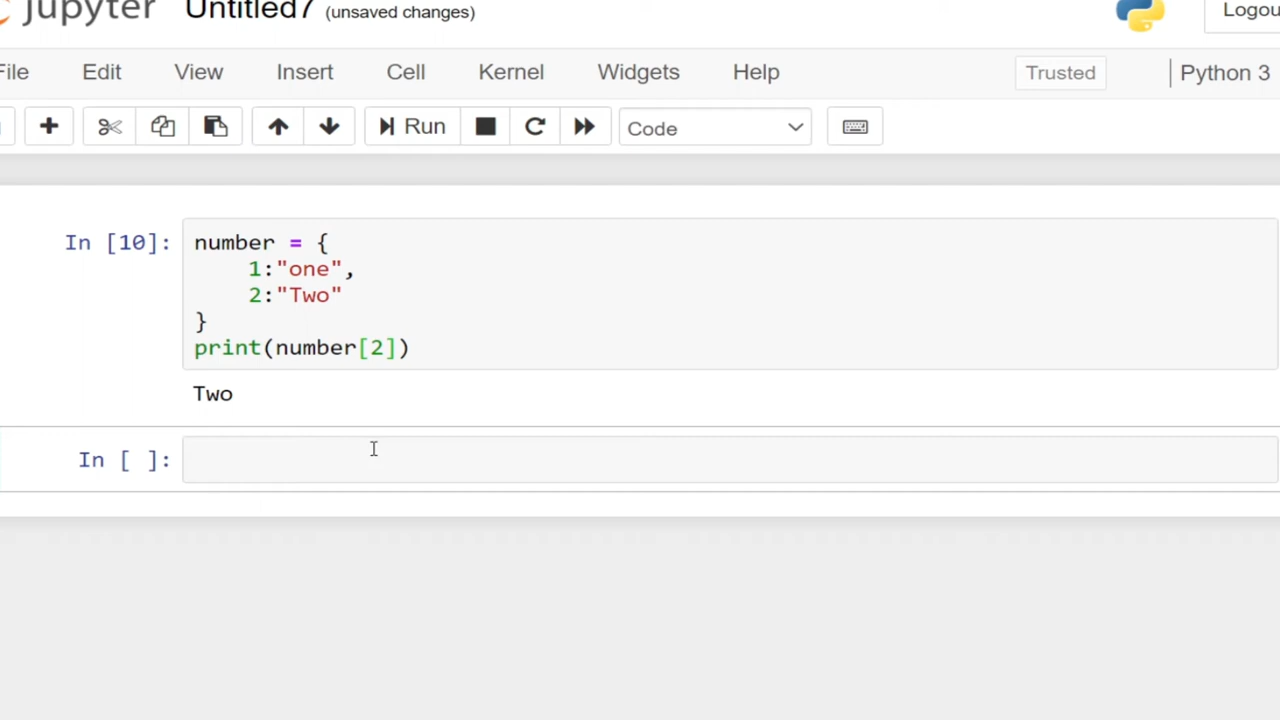 jupyter Untitled7 (unsaved changes)
Logou
File Edit View Insert Cell Kernel Widgets Help Trusted Python 3
Run Code
In [10]: number = {
1:"one",
2:"Two"
}
print(number[2])
Two
In [ ]: